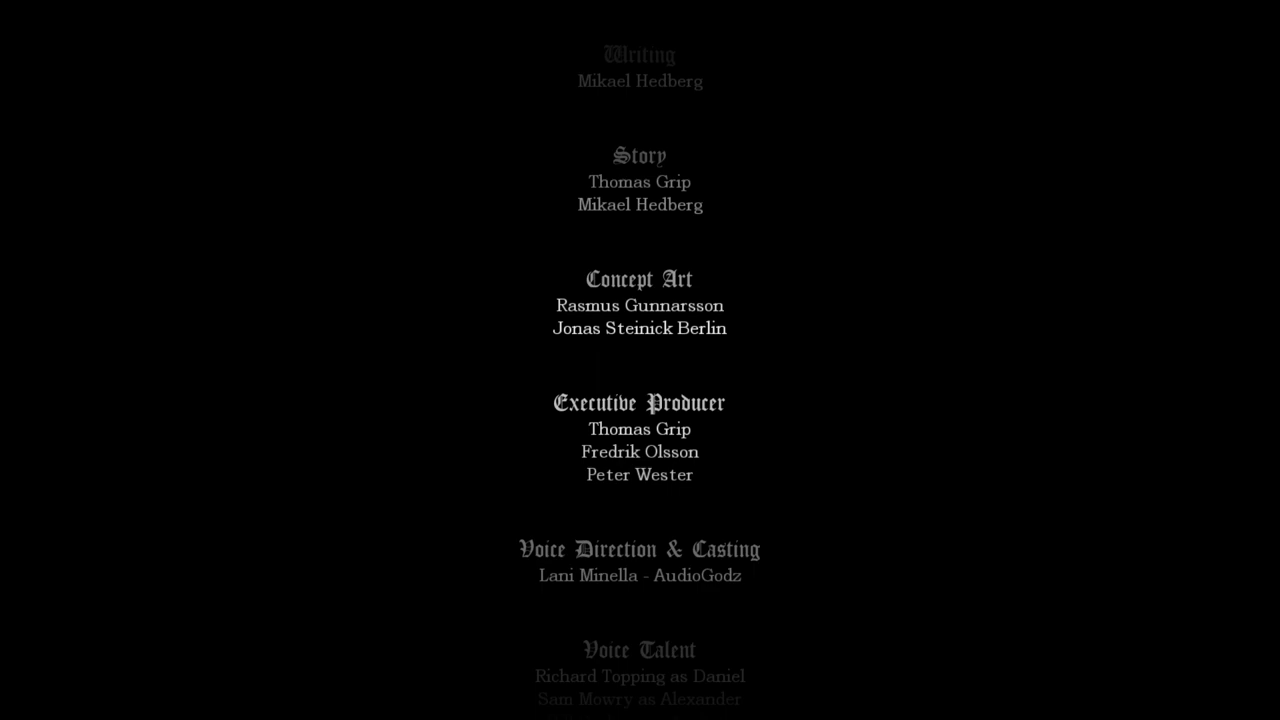 Writing
Mikael Hedberg
Story
Thomas Grip
Mikael Hedberg
Concept Art
Rasmus Gunnarsson
Jonas Steinick Berlin
Executive Producer
Thomas Grip
Fredrik Olsson
Peter Wester
Voice Direction & Casting
Lani Minella - AudioGodz
Voice Talent
Richard Topping as Daniel
Sam Mowry as Alexander